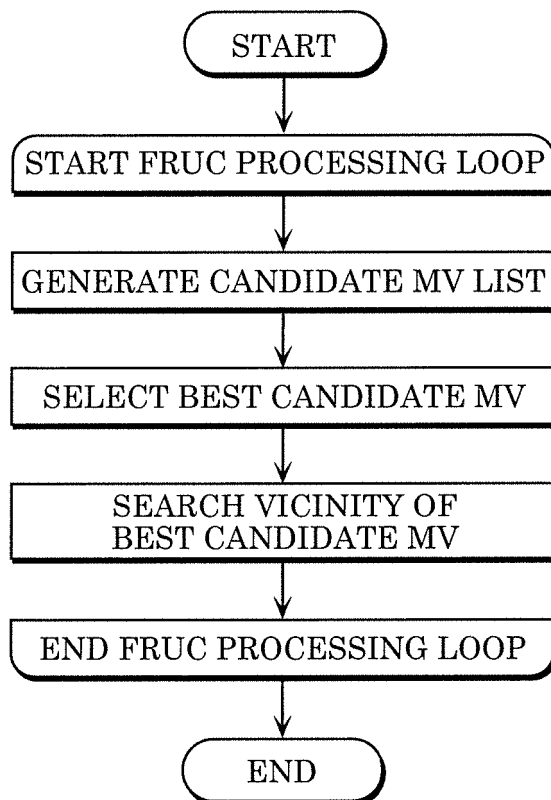 START
START FRUC PROCESSING LOOP
GENERATE CANDIDATE MV LIST
SELECT BEST CANDIDATE MV
SEARCH VICINITY OF
BEST CANDIDATE MV
END FRUC PROCESSING LOOP
END